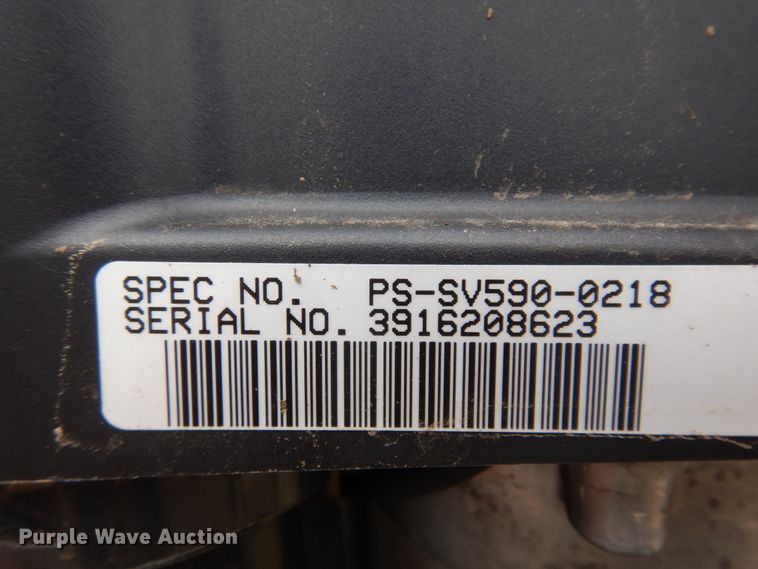 SPEC NO. PS-SV590-0218
SERIAL NO. 3916208623
Purple Wave Auction